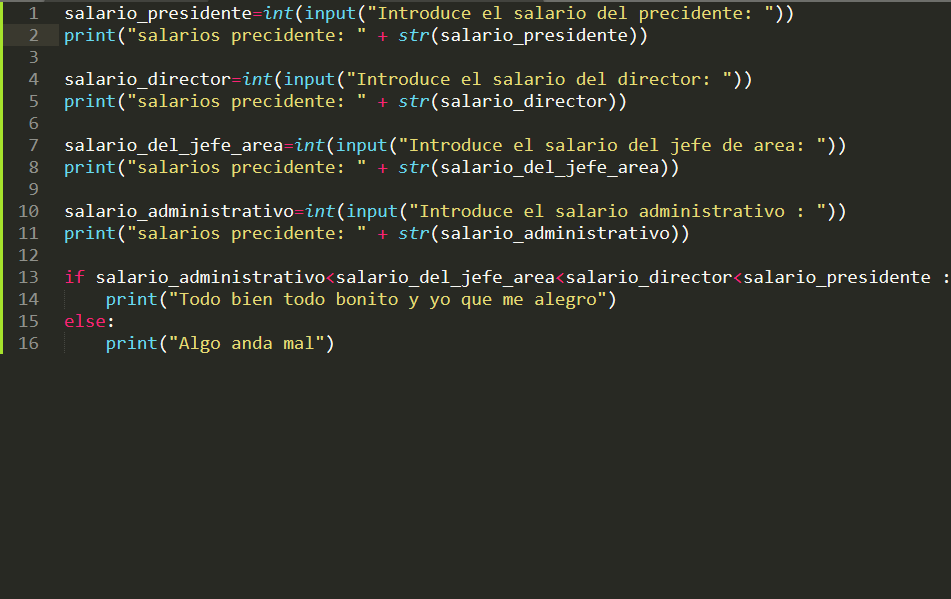 1 salario_presidente=int(input("Introduce el salario del precidente: "))
2 print("salarios precidente: " + str(salario_presidente))
3
4 salario_director=int(input("Introduce el salario del director: "))
5 print("salarios precidente: " + str(salario_director))
6
7 salario_del_jefe_area=int(input("Introduce el salario del jefe de area: "))
8 print("salarios precidente: " + str(salario_del_jefe_area))
9
10 salario_administrativo=int(input("Introduce el salario administrativo : "))
11 print("salarios precidente: " + str(salario_administrativo))
12
13 if salario_administrativo<salario_del_jefe_area<salario_director<salario_presidente :
14     print("Todo bien todo bonito y yo que me alegro")
15 else:
16     print("Algo anda mal")